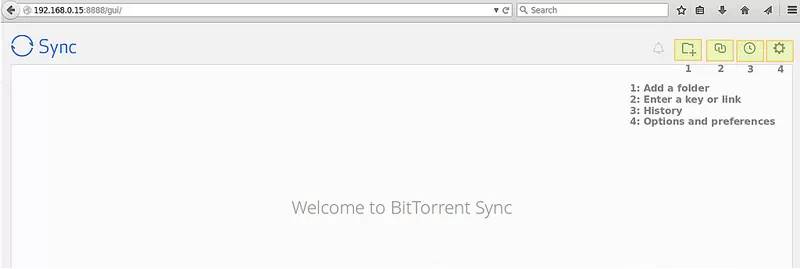 192.168.0.15:8888/gui/
Search
Sync
1 2 3 4
1: Add a folder
2: Enter a key or link
3: History
4: Options and preferences
Welcome to BitTorrent Sync